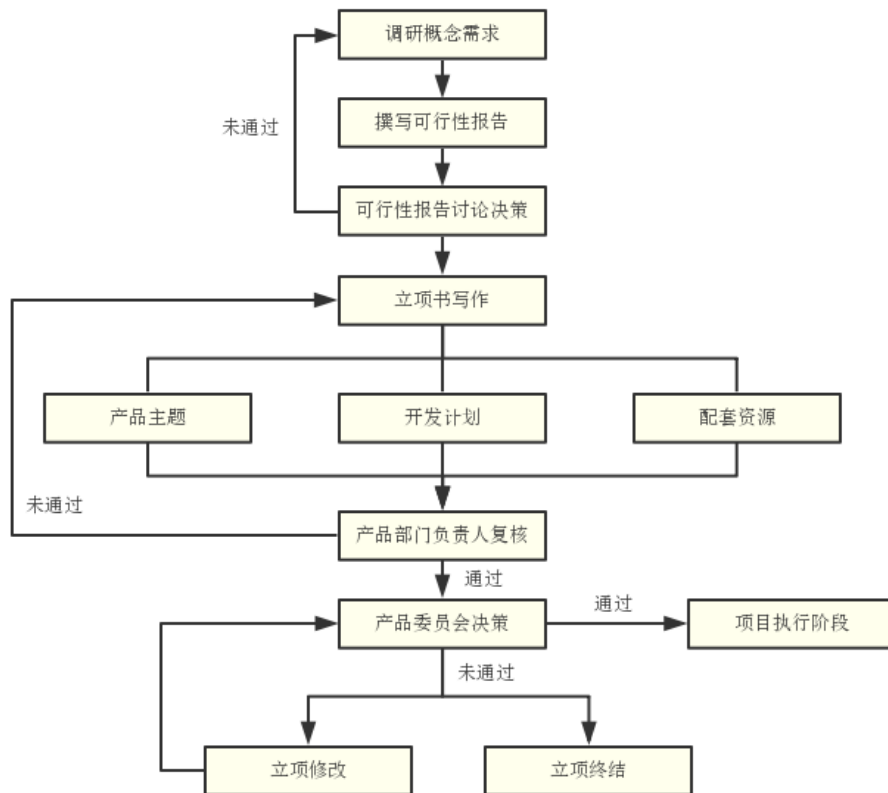 调研概念需求
未通过
撰写可行性报告
可行性报告讨论决策
立项书写作
产品主题
开发计划
配套资源
未通过
产品部门负责人复核
通过
产品委员会决策
通过
项目执行阶段
未通过
立项修改
立项终结